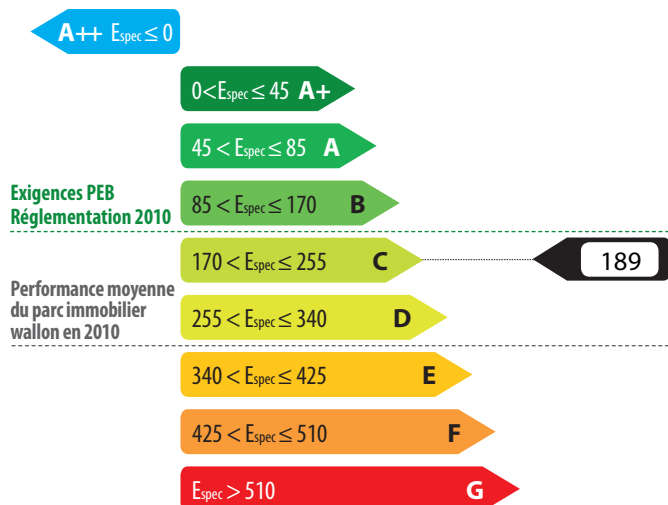 A++ Espec ≤ 0
0<Espec ≤ 45 A+
45 < Espec ≤ 85 A
Exigences PEB
Réglementation 2010
85 < Espec ≤ 170 B
170 < Espec ≤ 255 C
189
Performance moyenne
du parc immobilier
wallon en 2010
255 < Espec ≤ 340 D
340 < Espec ≤ 425 E
425 < Espec ≤ 510 F
Espec > 510 G